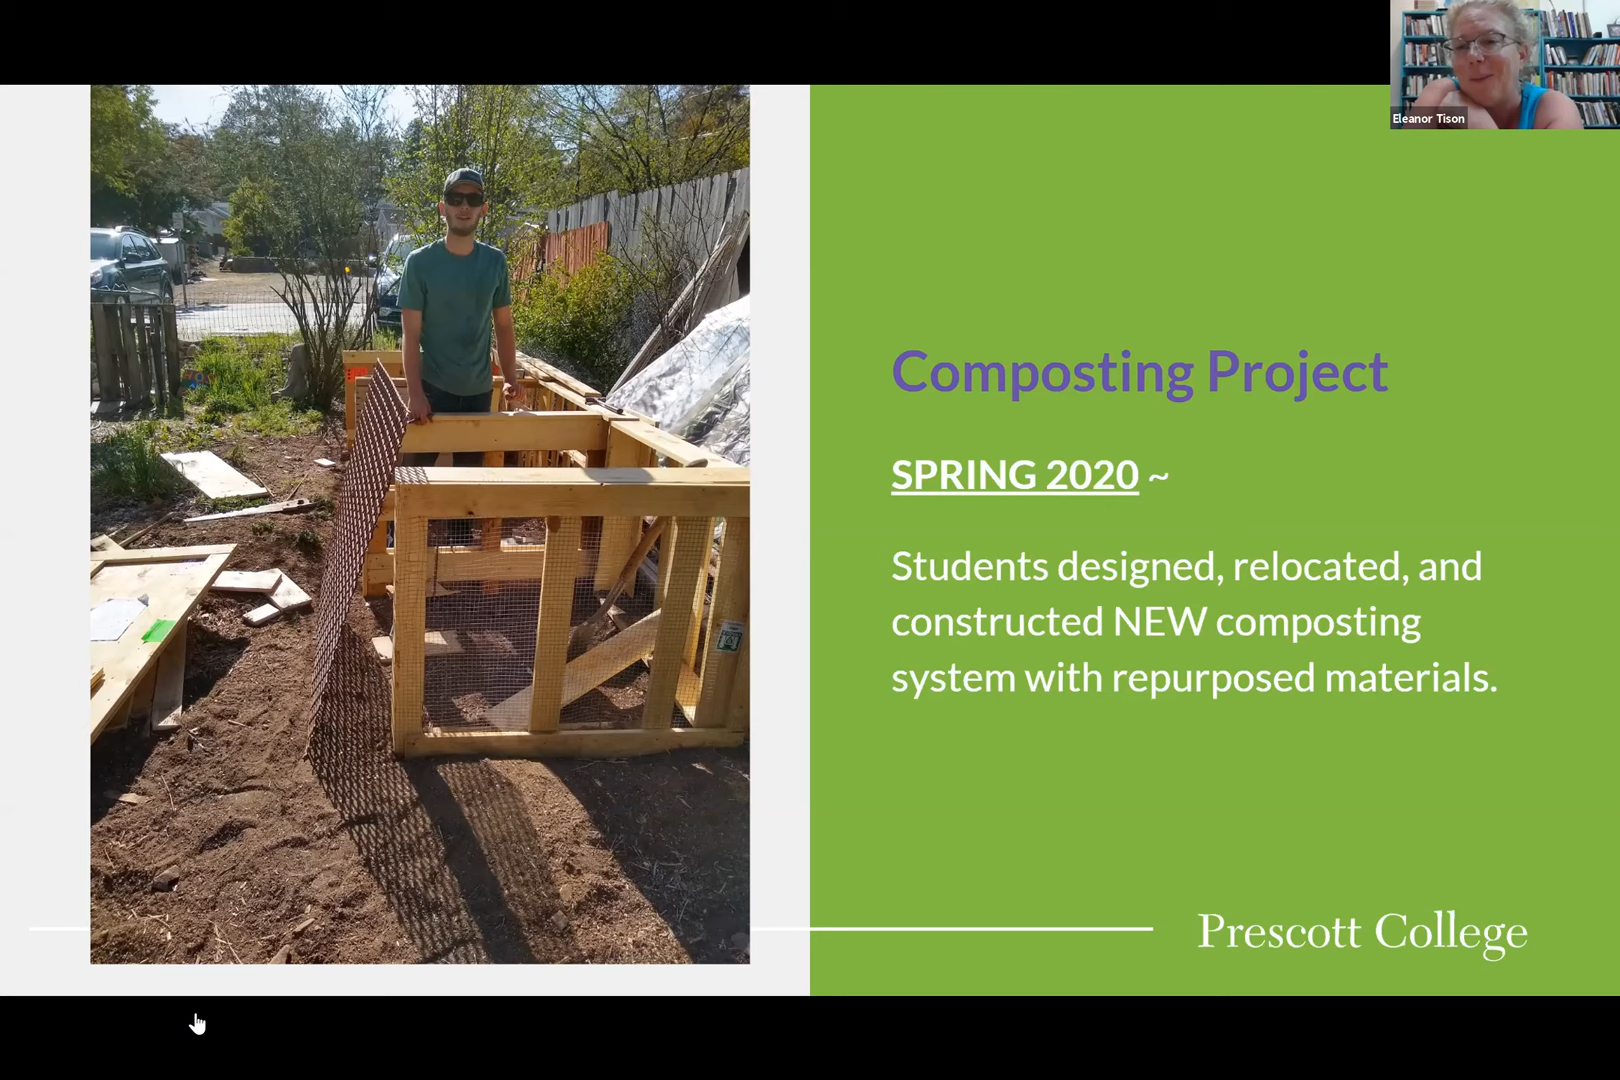 Eleanor Tison
Composting Project
SPRING 2020 ~
Students designed, relocated, and
constructed NEW composting
system with repurposed materials.
Prescott College